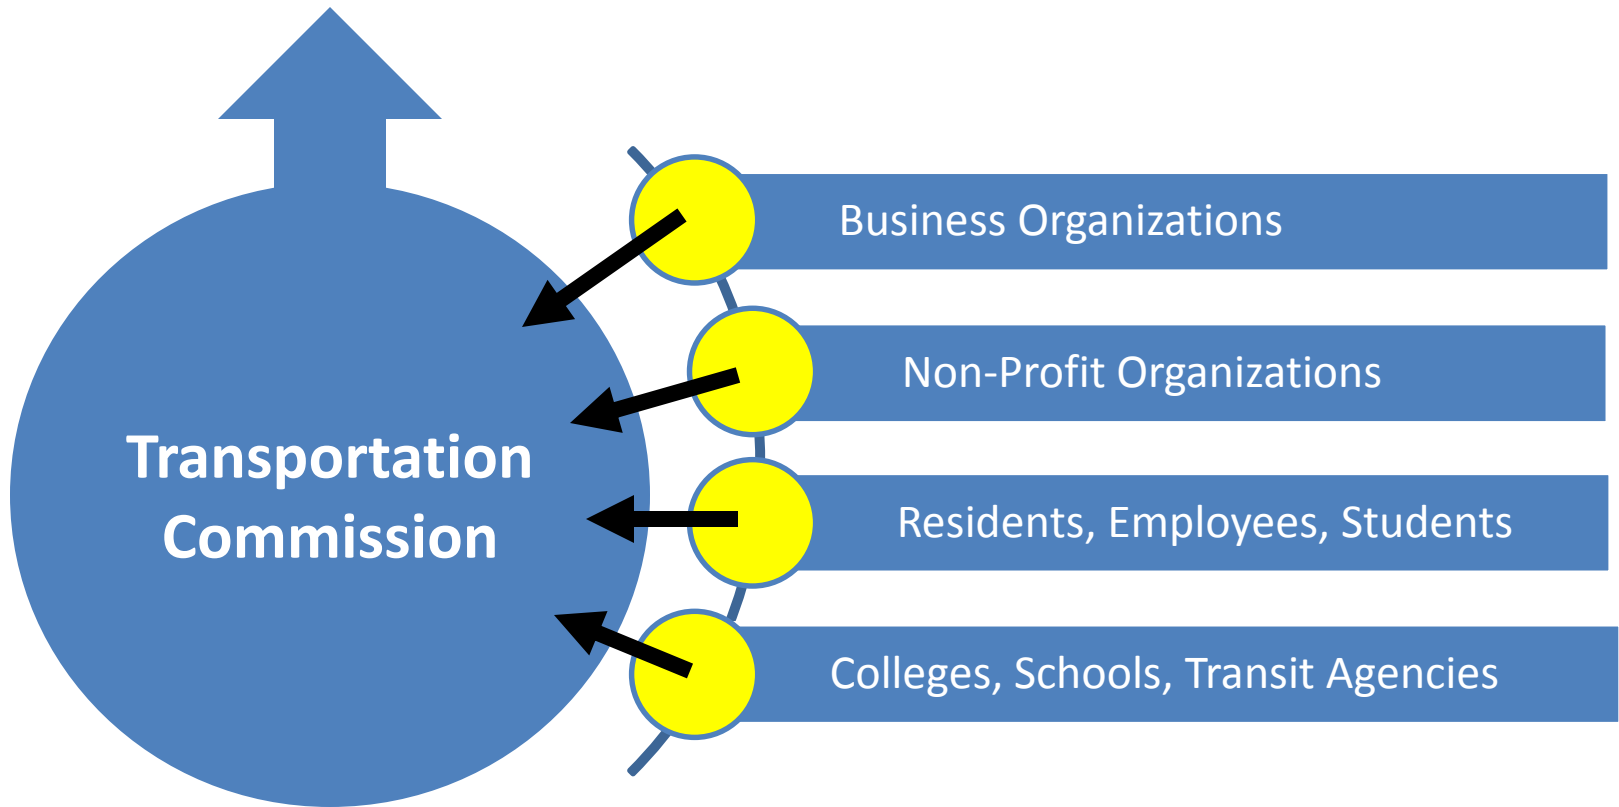 Transportation
Commission
Business Organizations
Non-Profit Organizations
Residents, Employees, Students
Colleges, Schools, Transit Agencies